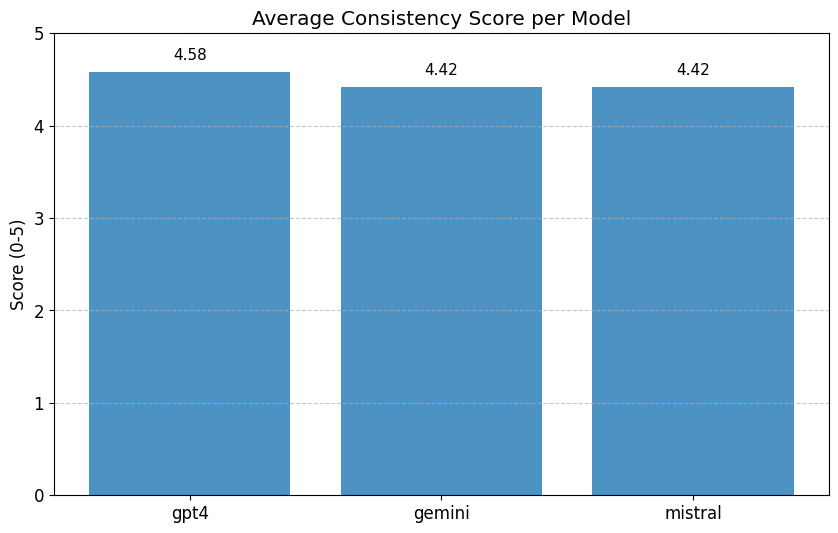 Average Consistency Score per Model
5
4.58
4.42
4.42
4
3
Score (0-5)
2
1
0
gpt4
gemini
mistral